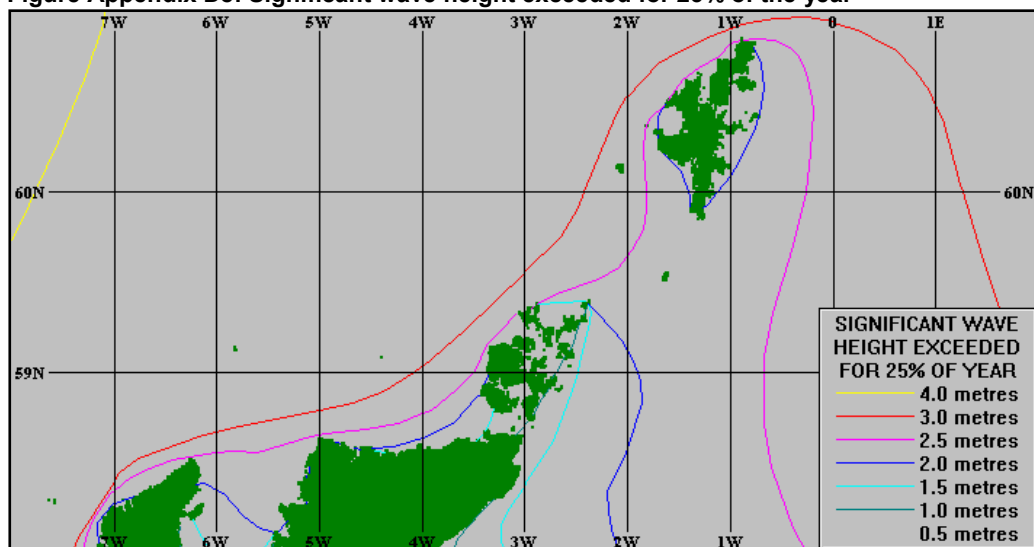 Figure Appendix B6. Significant wave height exceeded for 25% of the year
7W 6W 5W 4W 3W 2W 1W 0 1E
60N 60N
59N
SIGNIFICANT WAVE
HEIGHT EXCEEDED
FOR 25% OF YEAR
4.0 metres
3.0 metres
2.5 metres
2.0 metres
1.5 metres
1.0 metres
0.5 metres
7W 6W 5W 4W 3W 2W 1W